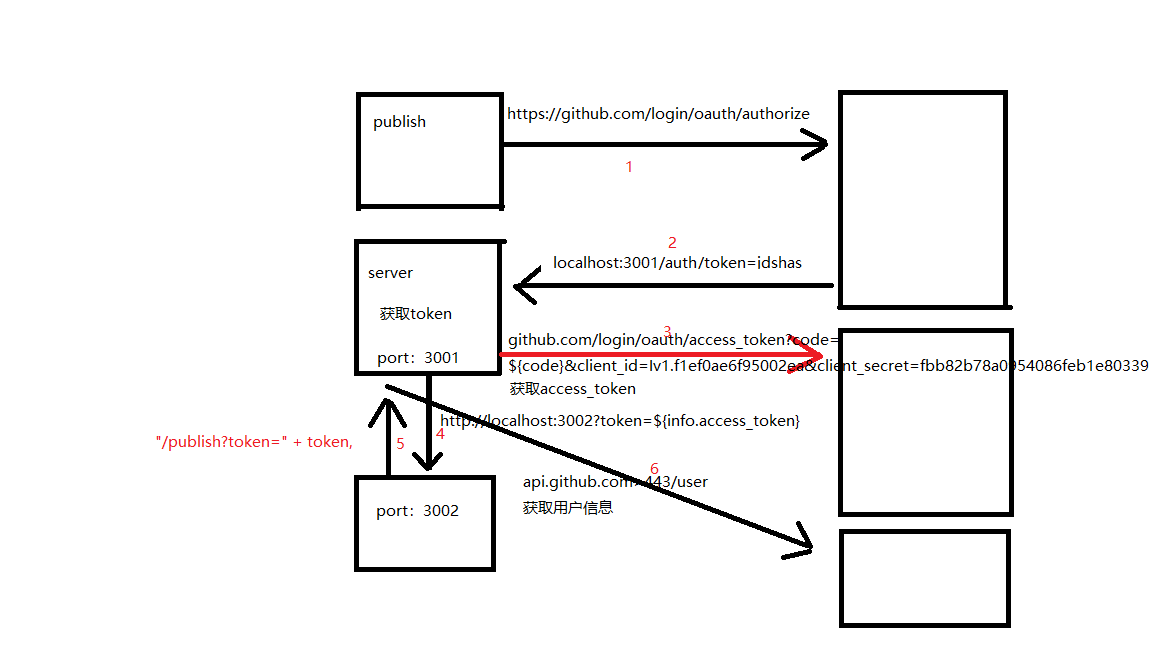 publish
https://github.com/login/oauth/authorize
1
2
localhost:3001/auth/token=idshas
server
获取token
port：3001
3
github.com/login/oauth/access_token?code=
${code}&client_id=Iv1.f1ef0ae6f95002ea&client_secret=fbb82b78a0954086feb1e80339
获取access_token
http://localhost:3002?token=${info.access_token}
4
5
"/publish?token=" + token,
6
api.github.com>443/user
获取用户信息
port：3002